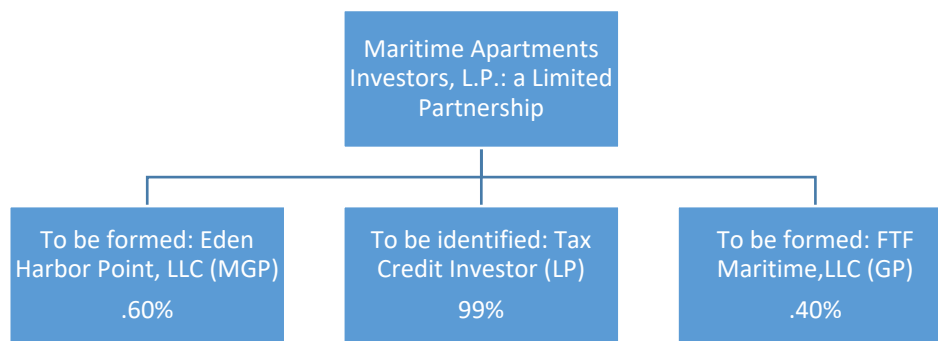 Maritime Apartments
Investors, L.P.: a Limited
Partnership
To be formed: Eden
Harbor Point, LLC (MGP)
.60%
To be identified: Tax
Credit Investor (LP)
99%
To be formed: FTF
Maritime,LLC (GP)
.40%